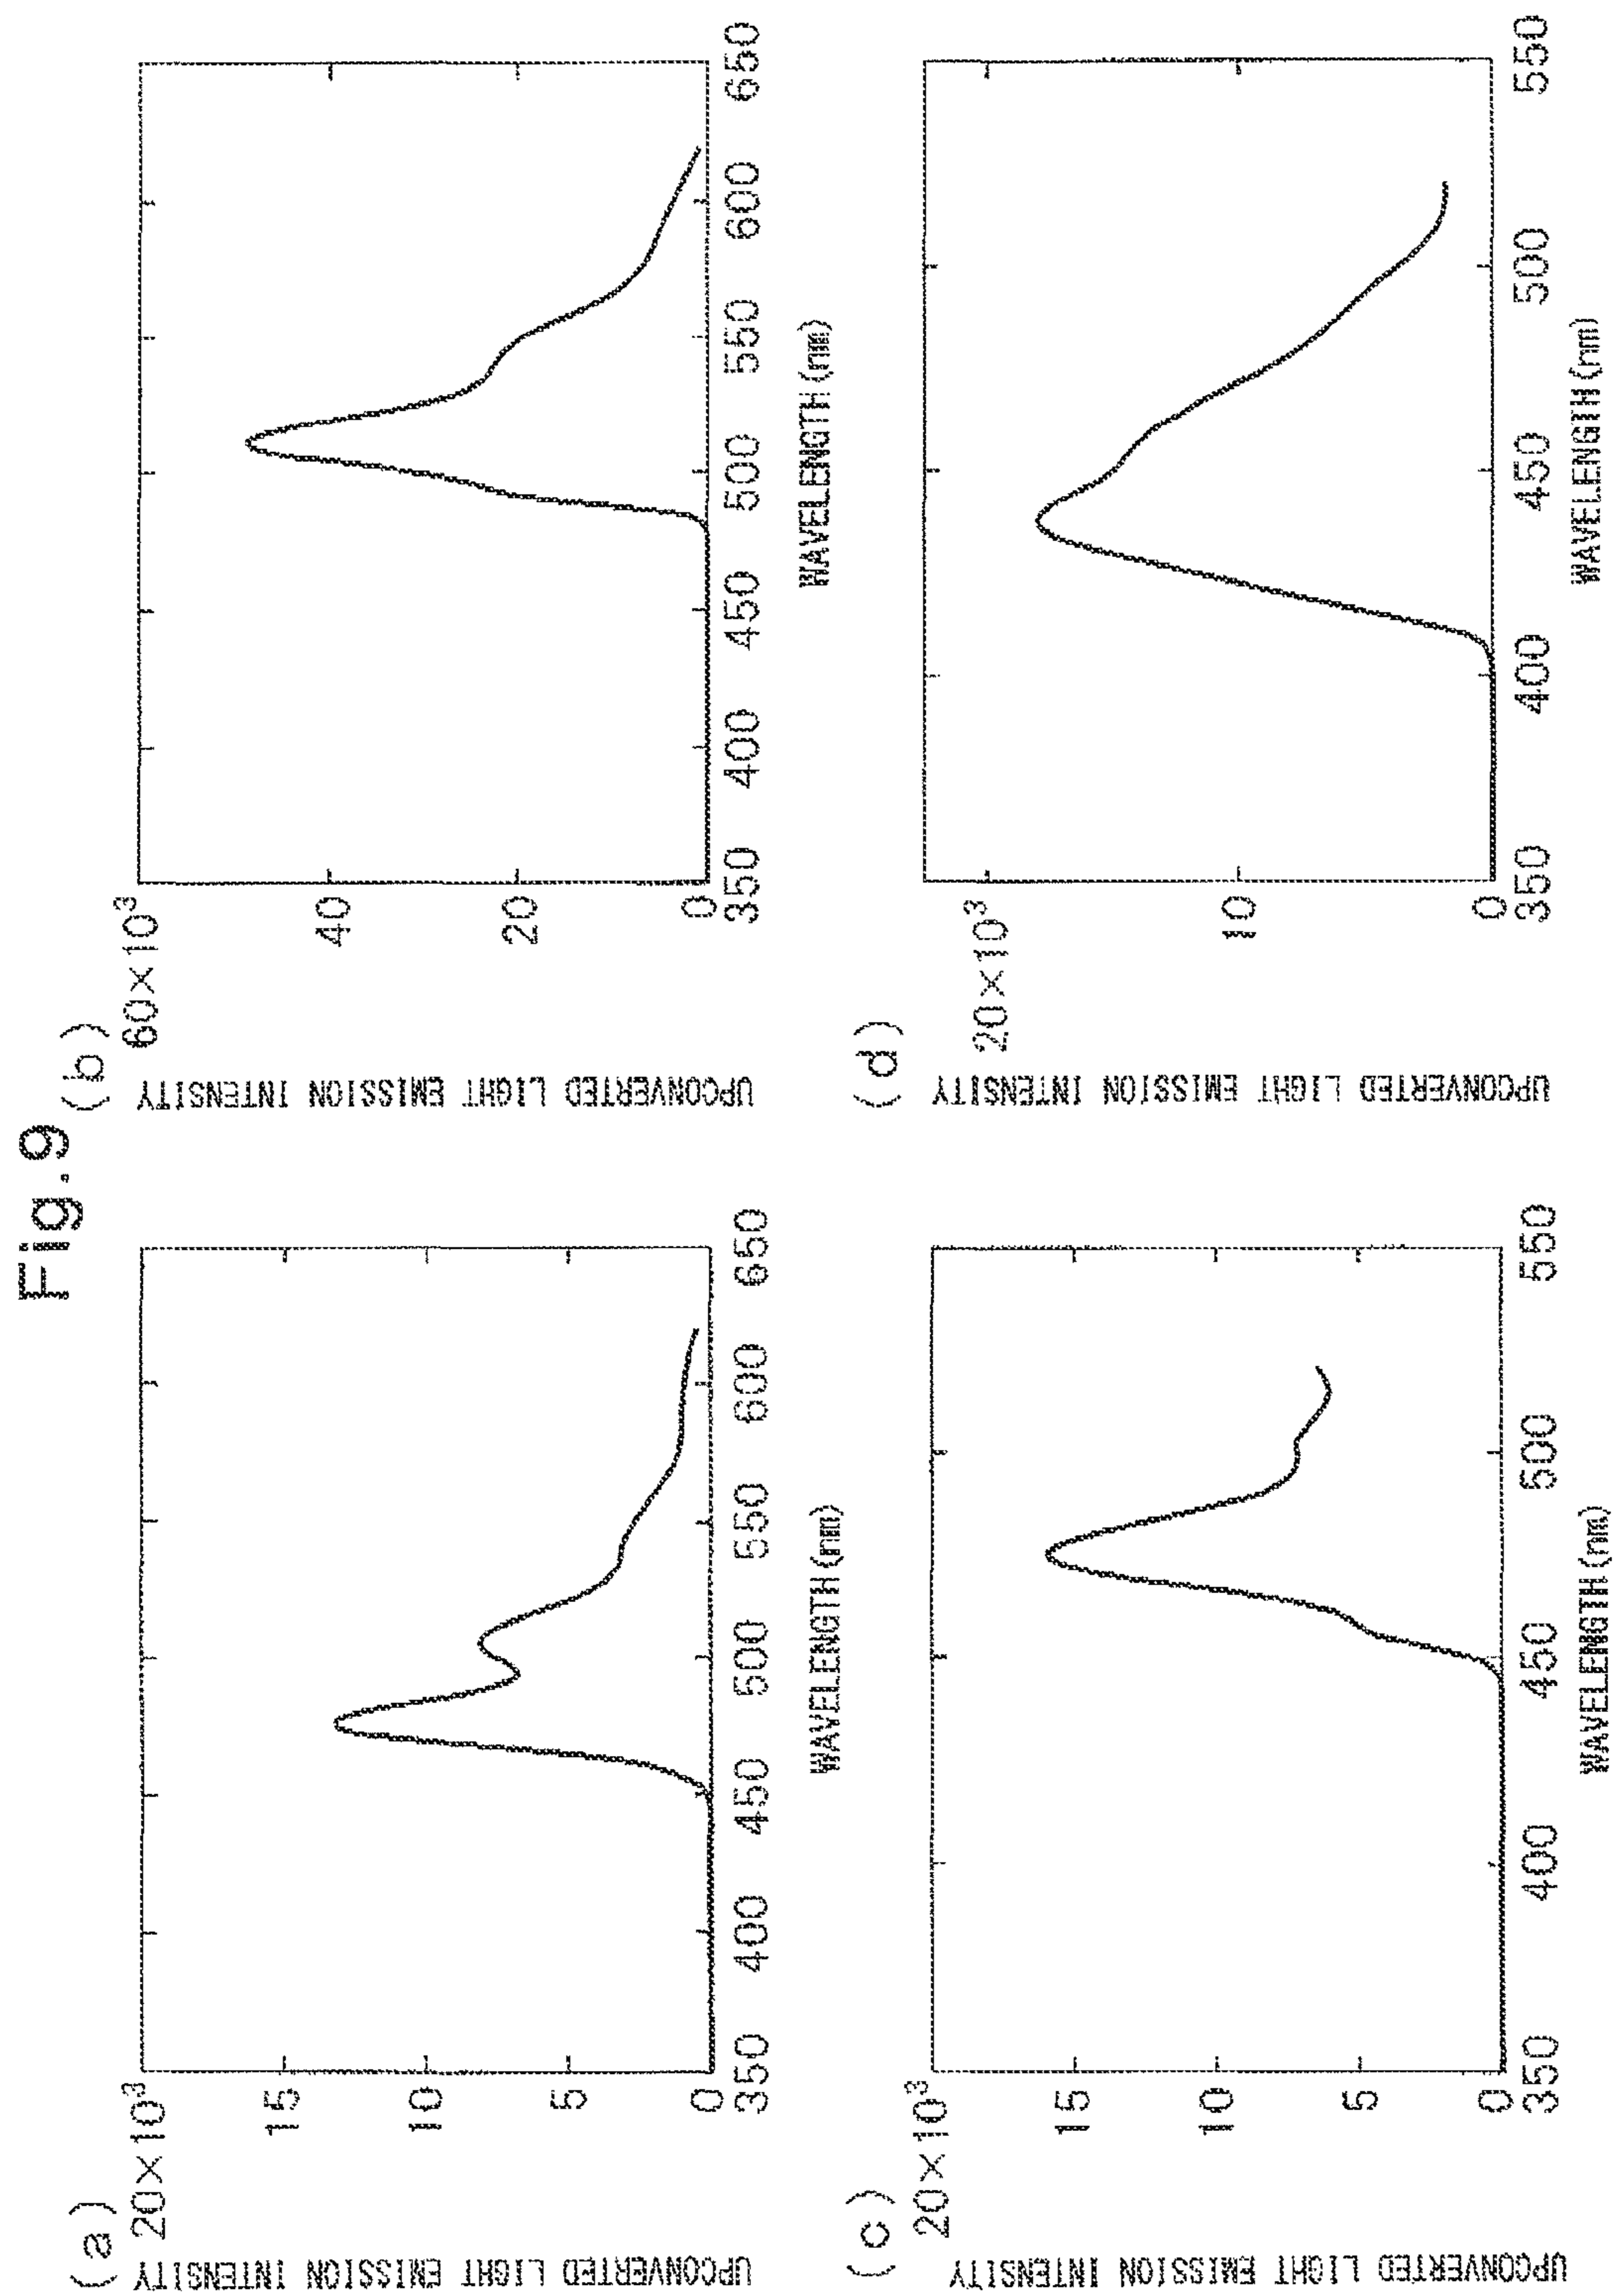 Fig.9
(a)
UPCONVERTED LIGHT EMISSION INTENSITY
20×10³
15
10
5
0
350 400 450 500 550 600 650
WAVELENGTH(nm)
(b)
UPCONVERTED LIGHT EMISSION INTENSITY
60×10³
40
20
0
350 400 450 500 550 600 650
WAVELENGTH(nm)
(c)
UPCONVERTED LIGHT EMISSION INTENSITY
20×10³
15
10
5
0
350 400 450 500 550
WAVELENGTH(nm)
(d)
UPCONVERTED LIGHT EMISSION INTENSITY
20×10³
10
0
350 400 450 500 550
WAVELENGTH(nm)